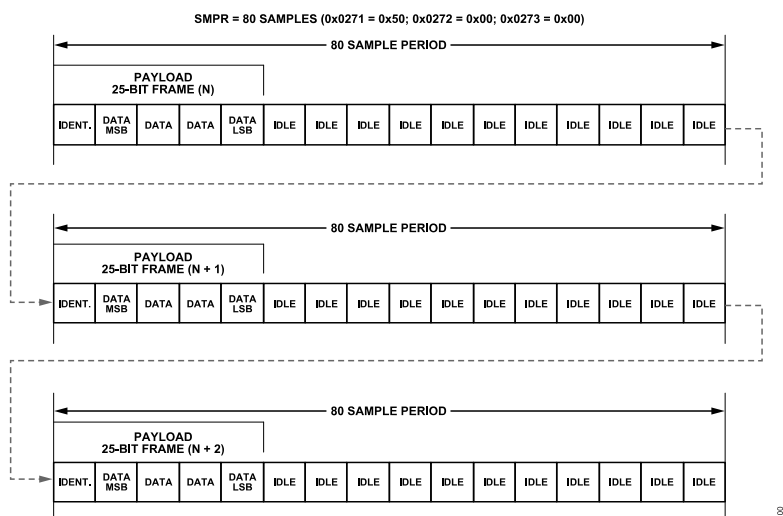 SMPR = 80 SAMPLES (0x0271 = 0x50; 0x0272 = 0x00; 0x0273 = 0x00)
80 SAMPLE PERIOD
PAYLOAD
25-BIT FRAME (N)
IDENT. DATA MSB DATA DATA DATA LSB IDLE IDLE IDLE IDLE IDLE IDLE IDLE IDLE IDLE IDLE IDLE
80 SAMPLE PERIOD
PAYLOAD
25-BIT FRAME (N + 1)
IDENT. DATA MSB DATA DATA DATA LSB IDLE IDLE IDLE IDLE IDLE IDLE IDLE IDLE IDLE IDLE IDLE
80 SAMPLE PERIOD
PAYLOAD
25-BIT FRAME (N + 2)
IDENT. DATA MSB DATA DATA DATA LSB IDLE IDLE IDLE IDLE IDLE IDLE IDLE IDLE IDLE IDLE IDLE